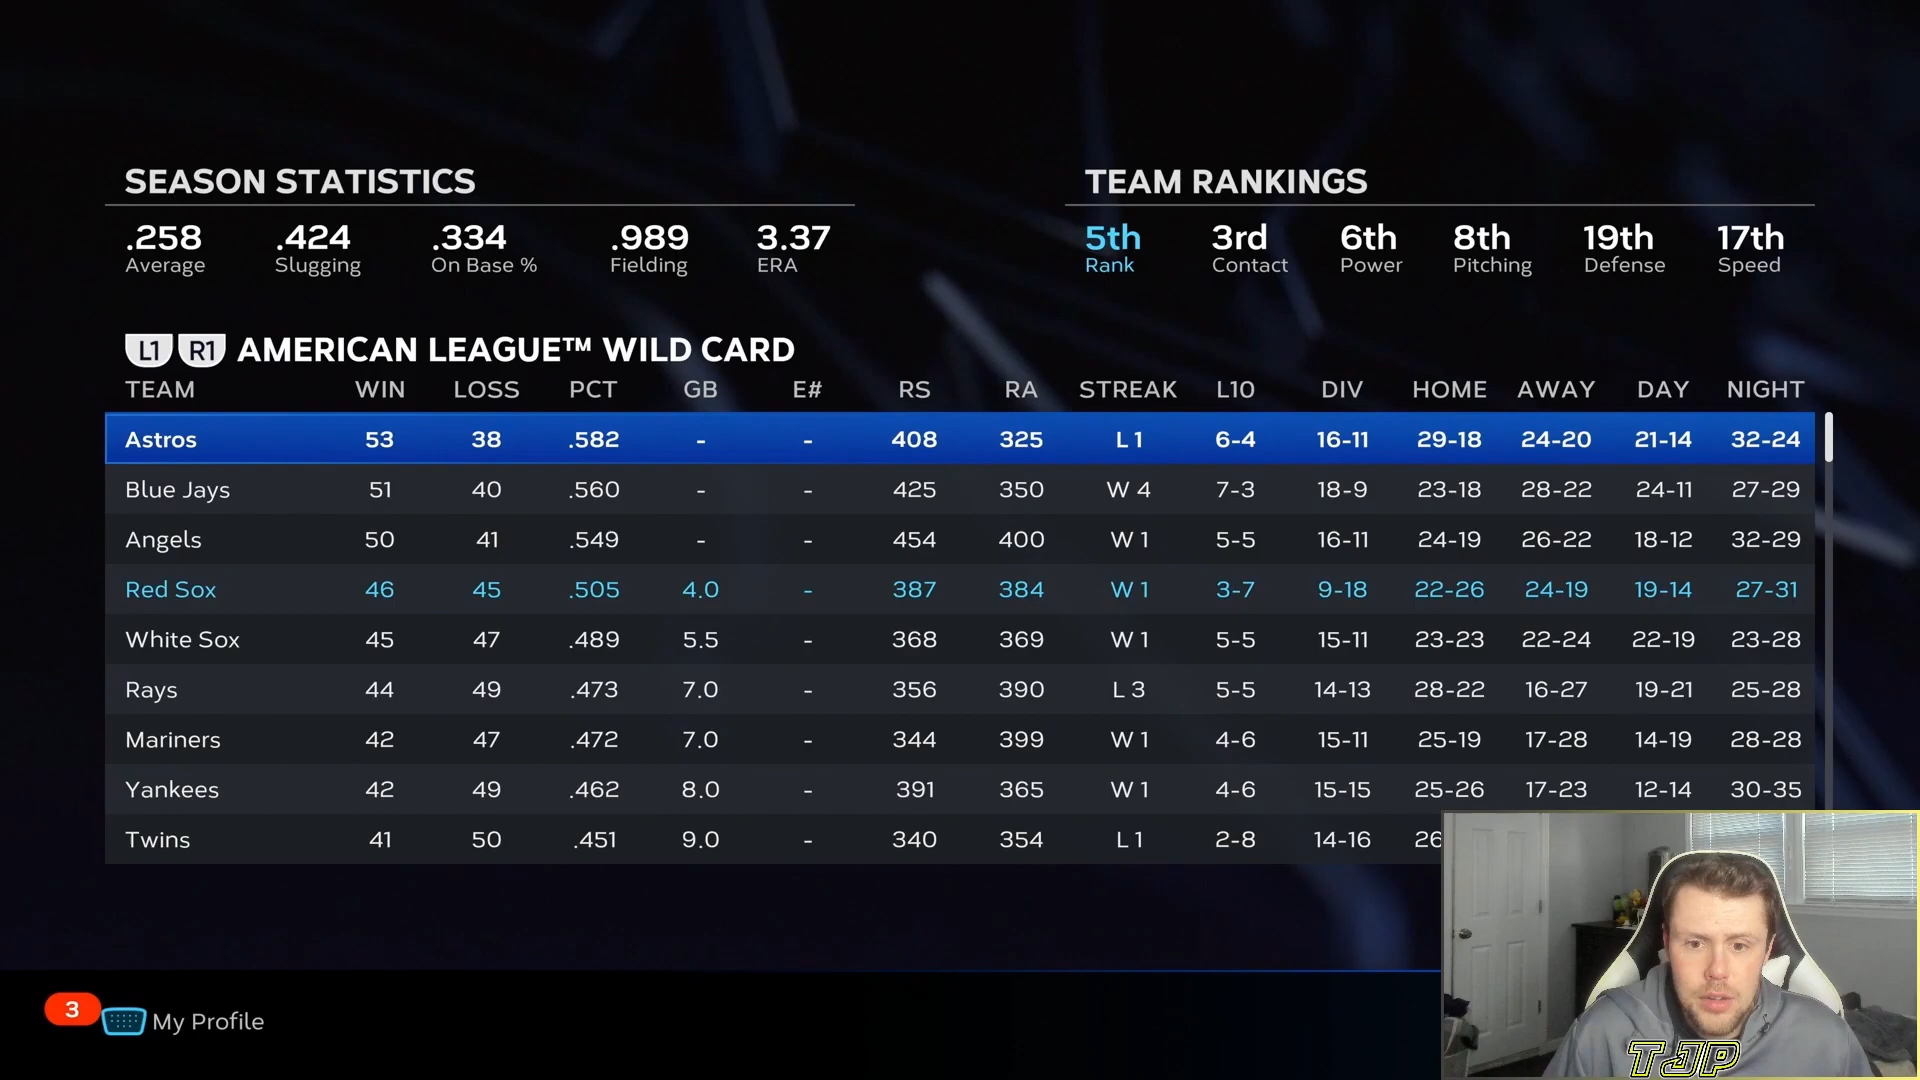 SEASON STATISTICS
.258 .424 .334 .989 3.37
Average Slugging On Base % Fielding ERA
TEAM RANKINGS
5th 3rd 6th 8th 19th 17th
Rank Contact Power Pitching Defense Speed
L1 R1 AMERICAN LEAGUE™ WILD CARD
TEAM WIN LOSS PCT GB E# RS RA STREAK L10 DIV HOME AWAY DAY NIGHT
Astros 53 38 .582 - - 408 325 L 1 6-4 16-11 29-18 24-20 21-14 32-24
Blue Jays 51 40 .560 - - 425 350 W 4 7-3 18-9 23-18 28-22 24-11 27-29
Angels 50 41 .549 - - 454 400 W 1 5-5 16-11 24-19 26-22 18-12 32-29
Red Sox 46 45 .505 4.0 - 387 384 W 1 3-7 9-18 22-26 24-19 19-14 27-31
White Sox 45 47 .489 5.5 - 368 369 W 1 5-5 15-11 23-23 22-24 22-19 23-28
Rays 44 49 .473 7.0 - 356 390 L 3 5-5 14-13 28-22 16-27 19-21 25-28
Mariners 42 47 .472 7.0 - 344 399 W 1 4-6 15-11 25-19 17-28 14-19 28-28
Yankees 42 49 .462 8.0 - 391 365 W 1 4-6 15-15 25-26 17-23 12-14 30-35
Twins 41 50 .451 9.0 - 340 354 L 1 2-8 14-16 26
3 My Profile
TJP